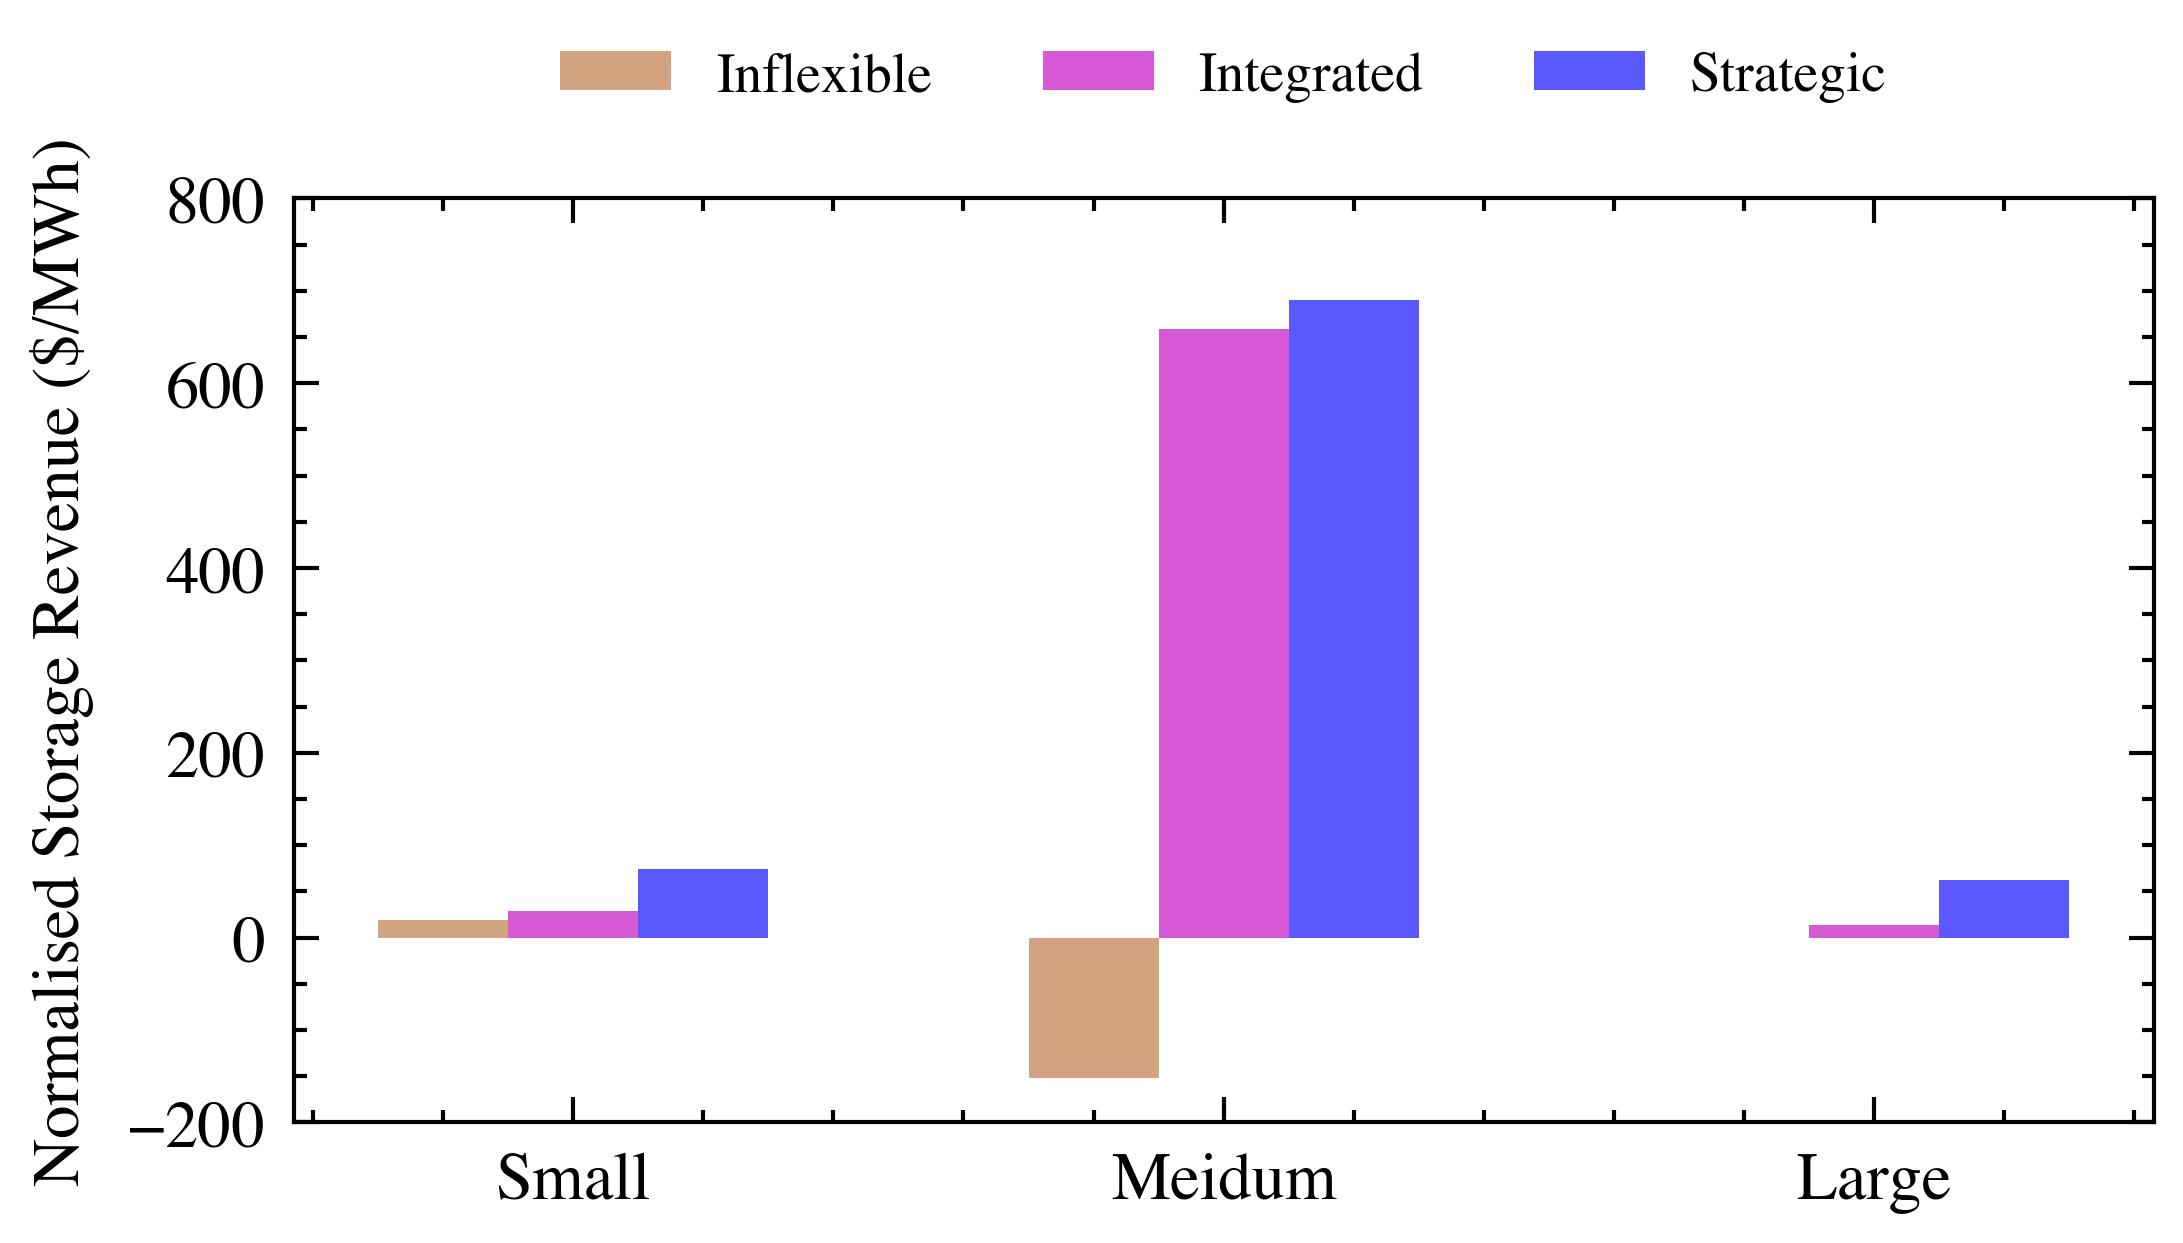 Inflexible Integrated Strategic
Normalised Storage Revenue ($/MWh)
800
600
400
200
0
−200
Small Meidum Large